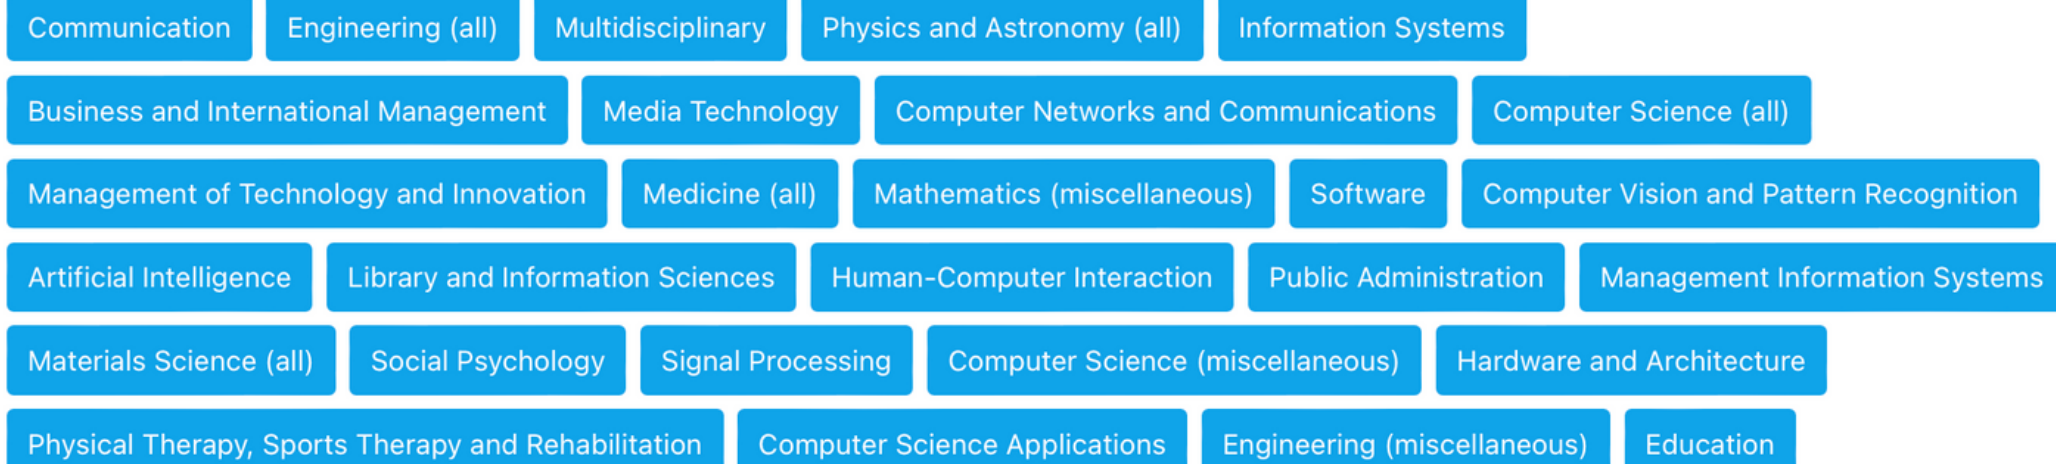 Communication Engineering (all) Multidisciplinary Physics and Astronomy (all) Information Systems
Business and International Management Media Technology Computer Networks and Communications Computer Science (all)
Management of Technology and Innovation Medicine (all) Mathematics (miscellaneous) Software Computer Vision and Pattern Recognition
Artificial Intelligence Library and Information Sciences Human-Computer Interaction Public Administration Management Information Systems
Materials Science (all) Social Psychology Signal Processing Computer Science (miscellaneous) Hardware and Architecture
Physical Therapy, Sports Therapy and Rehabilitation Computer Science Applications Engineering (miscellaneous) Education